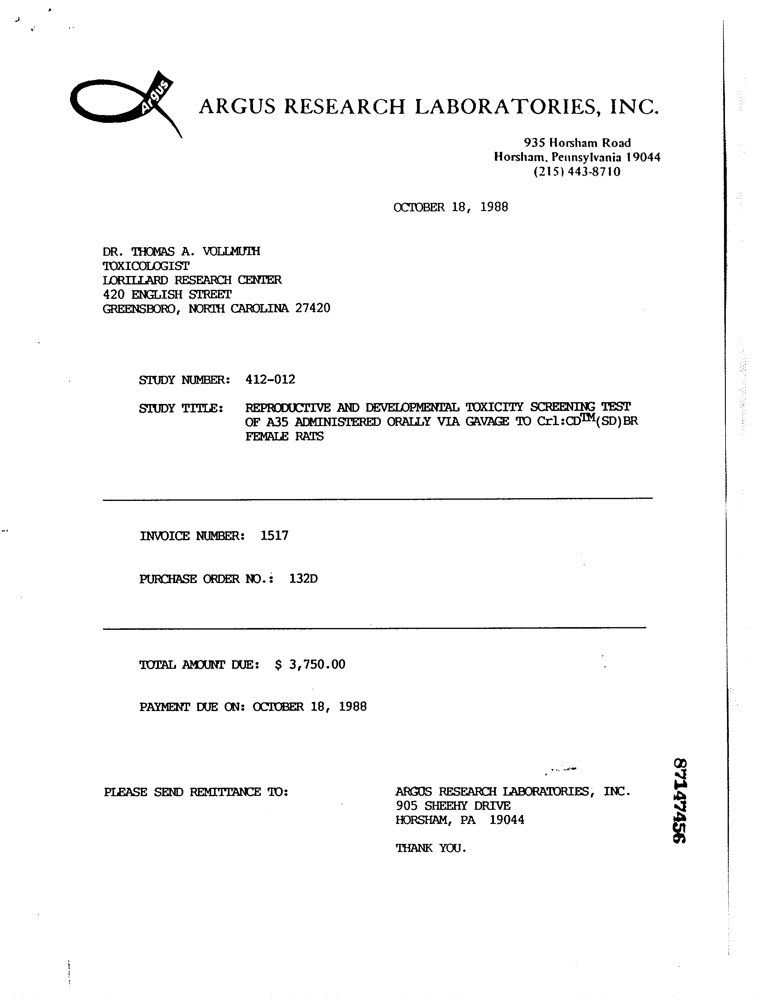 Argus
ARGUS RESEARCH LABORATORIES, INC.
935 Horsham Road
Horsham, Pennsylvania 19044
(215) 443-8710
OCTOBER 18, 1988
DR. THOMAS A. VOLLMUTH
TOXICOLOGIST
LORILLARD RESEARCH CENTER
420 ENGLISH STREET
GREENSBORO, NORTH CAROLINA 27420
STUDY NUMBER: 412-012
STUDY TITLE: REPRODUCTIVE AND DEVELOPMENTAL TOXICITY SCREENING TEST
OF A35 ADMINISTERED ORALLY VIA GAVAGE TO Crl:CD™(SD)BR
FEMALE RATS
INVOICE NUMBER: 1517
PURCHASE ORDER NO.: 132D
TOTAL AMOUNT DUE: $ 3,750.00
PAYMENT DUE ON: OCTOBER 18, 1988
PLEASE SEND REMITTANCE TO: ARGUS RESEARCH LABORATORIES, INC.
905 SHEEHY DRIVE
HORSHAM, PA 19044
THANK YOU.
87147456